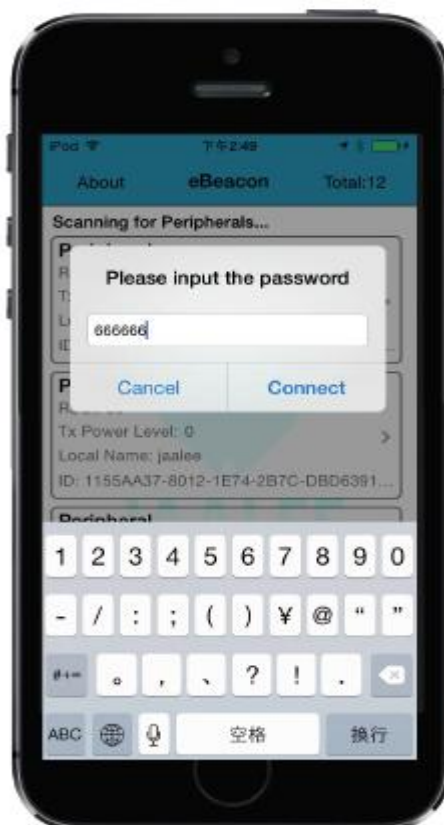 iPod 下午2:49
About eBeacon Total:12
Scanning for Peripherals...
Please input the password
666666
Cancel Connect
Tx Power Level: 0
Local Name: jaalee
ID: 1155AA37-8012-1E74-2B7C-DBD6391...
Peripheral
1 2 3 4 5 6 7 8 9 0
- / : ; ( ) ¥ @ “ ”
#+= 。 , 、 ? ! .
ABC 空格 换行